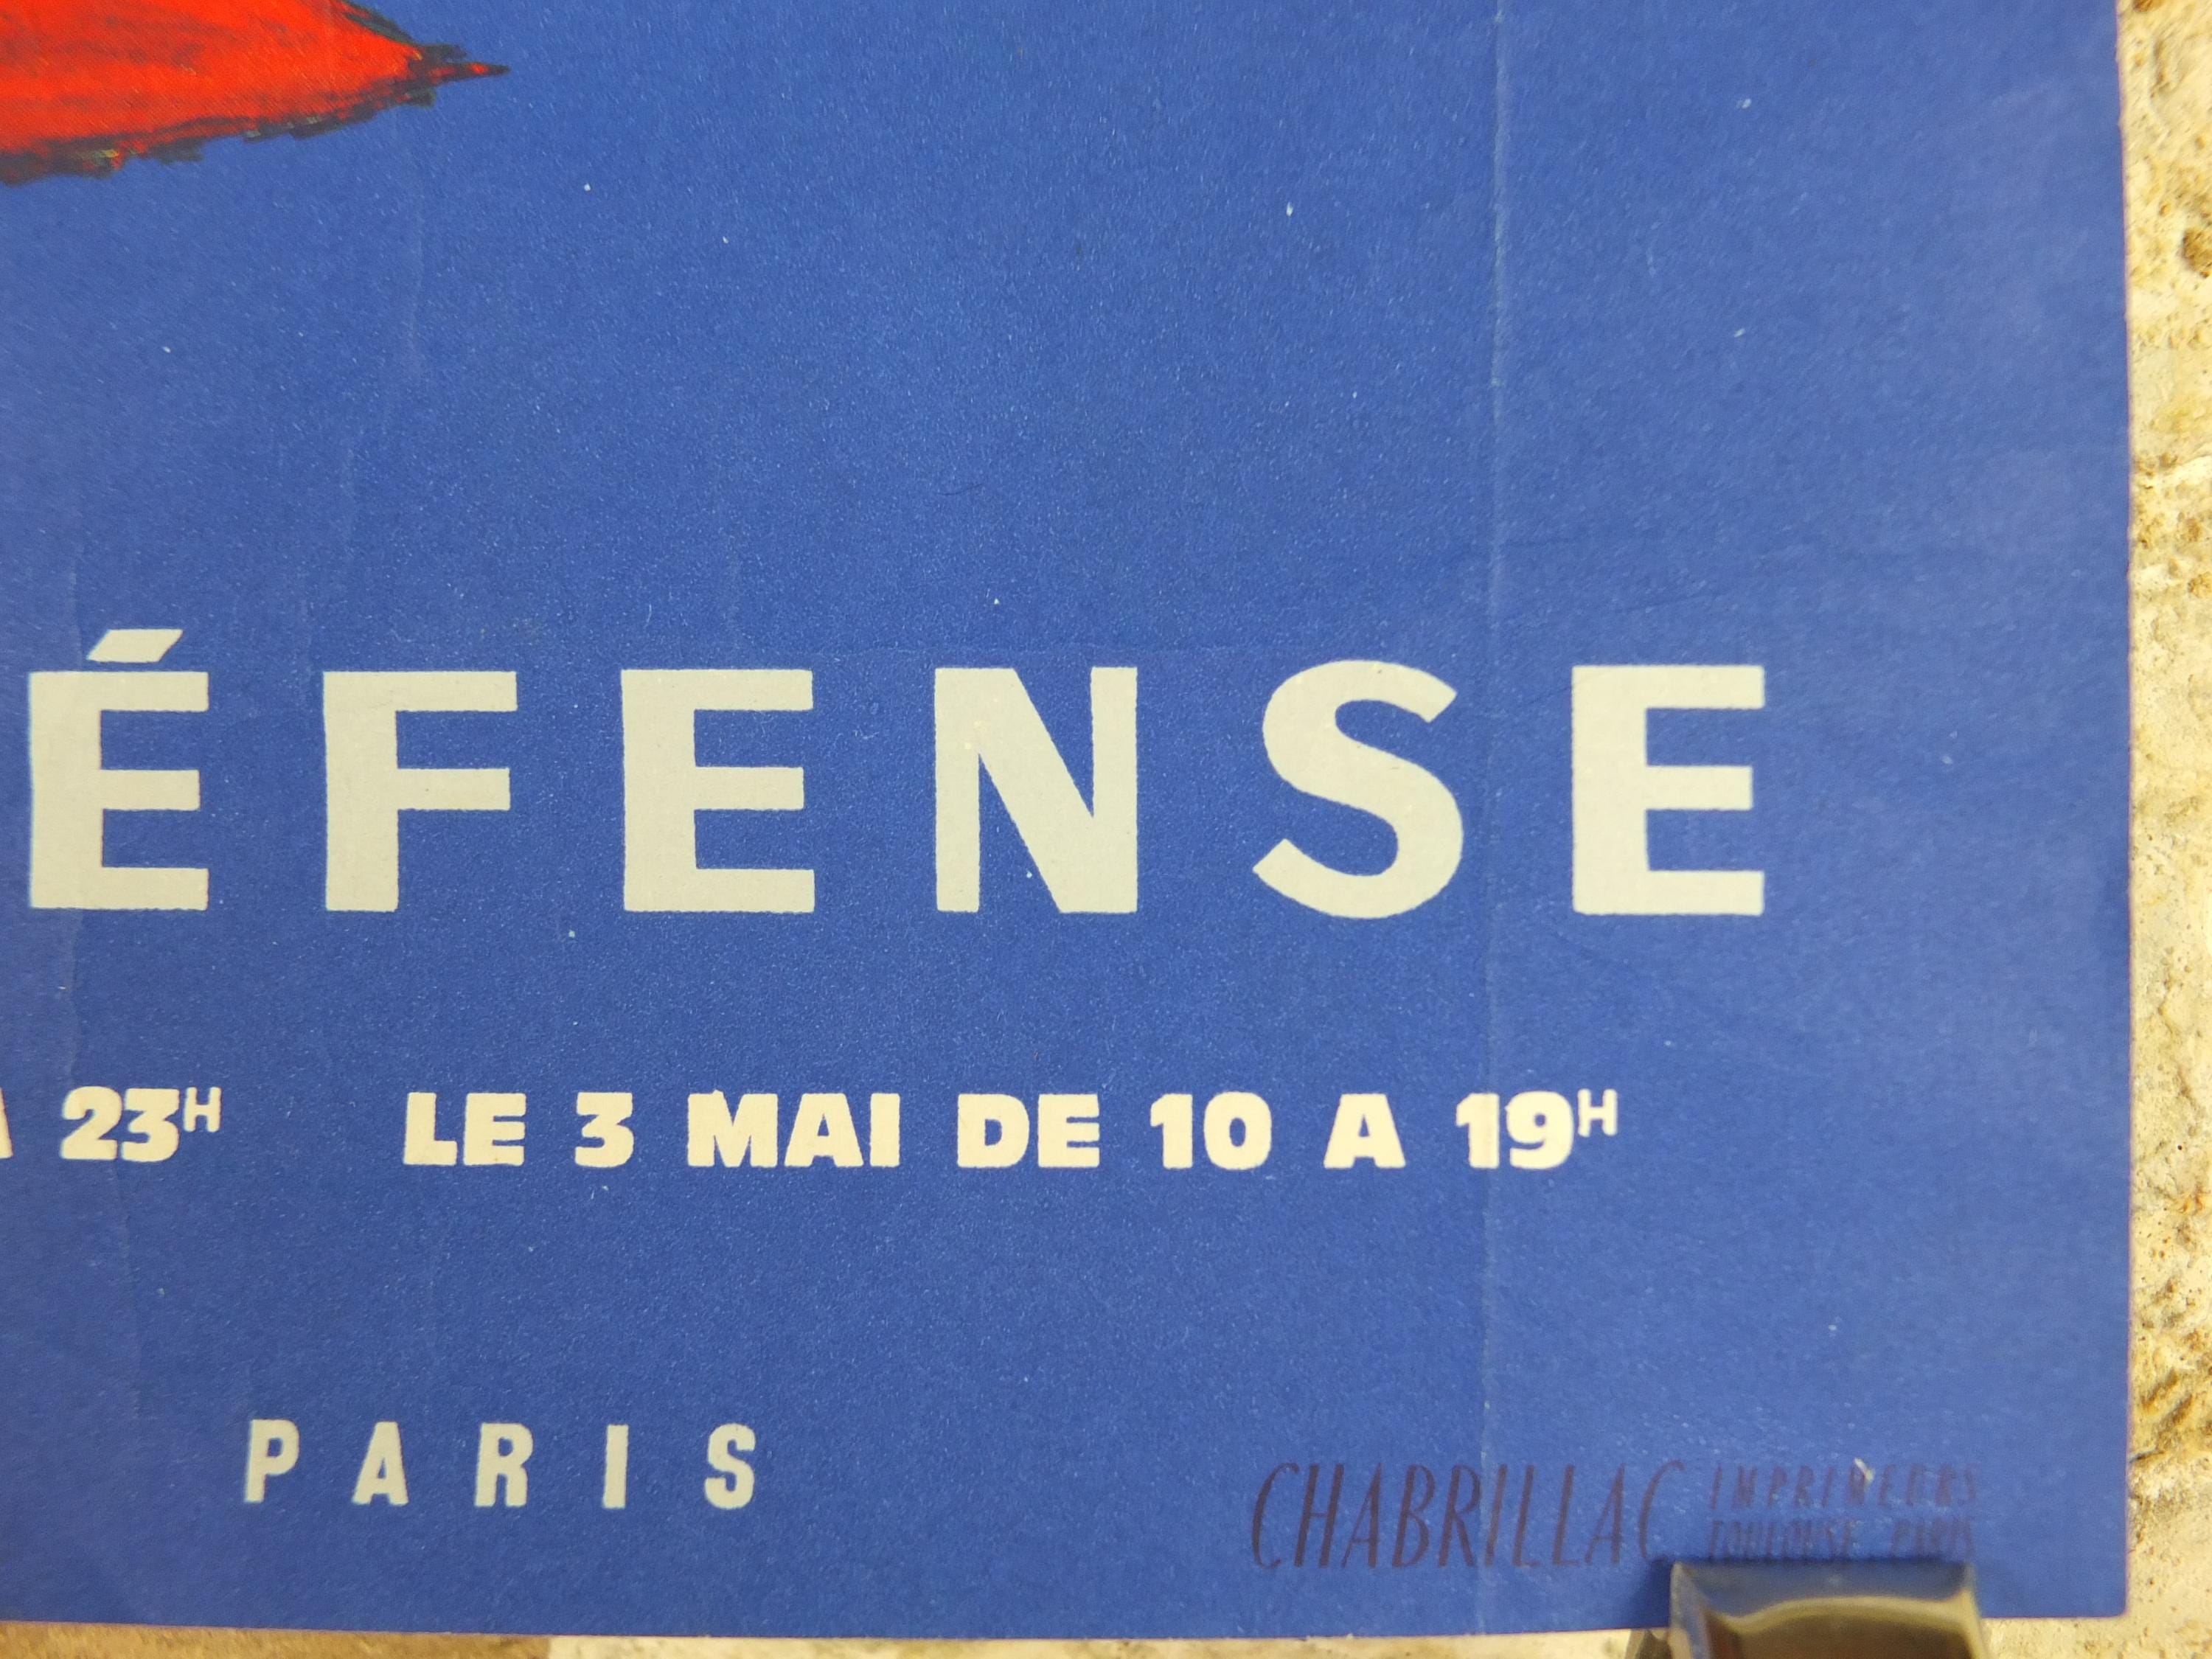 ÉFENSE
A 23H LE 3 MAI DE 10 A 19H
PARIS
CHABRILLAC IMPRIMEURS
TOULOUSE PARIS